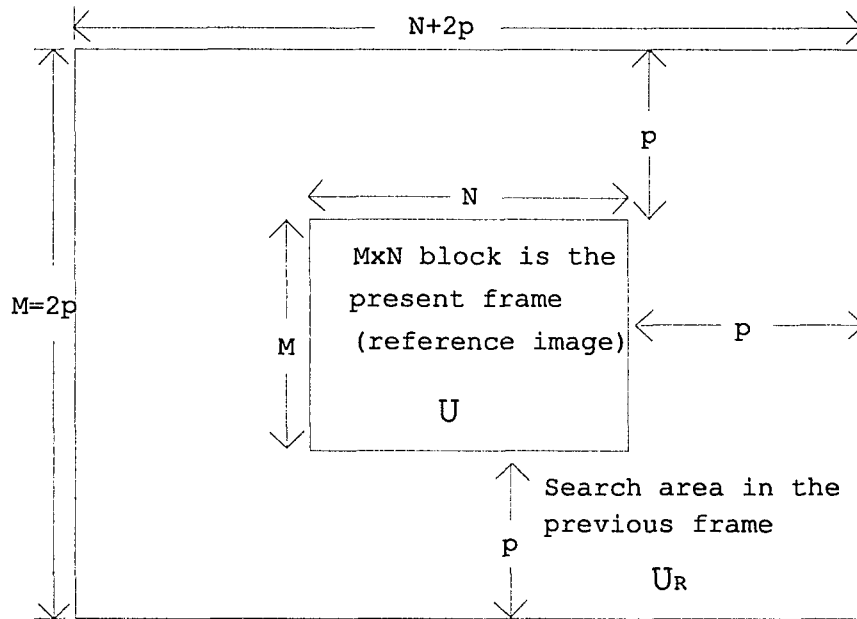 N+2p
p
N
MxN block is the
present frame
M=2p
(reference image)
p
M
U
Search area in the
previous frame
p
UR